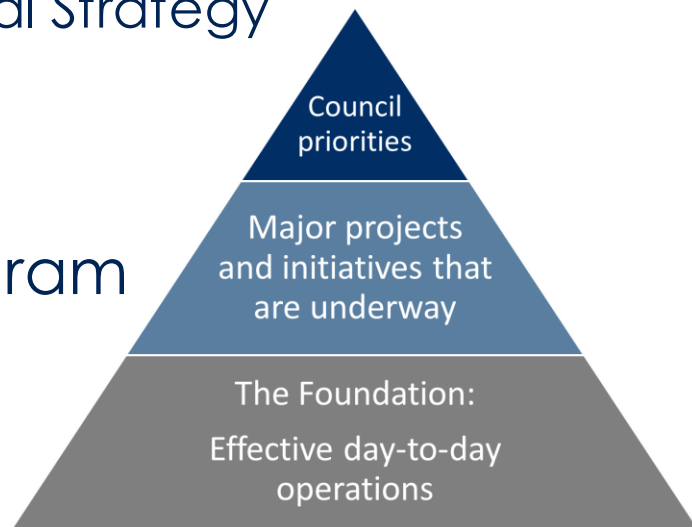 al Strategy
Council
priorities
Major projects
ram
and initiatives that
are underway
The Foundation:
Effective day-to-day
operations